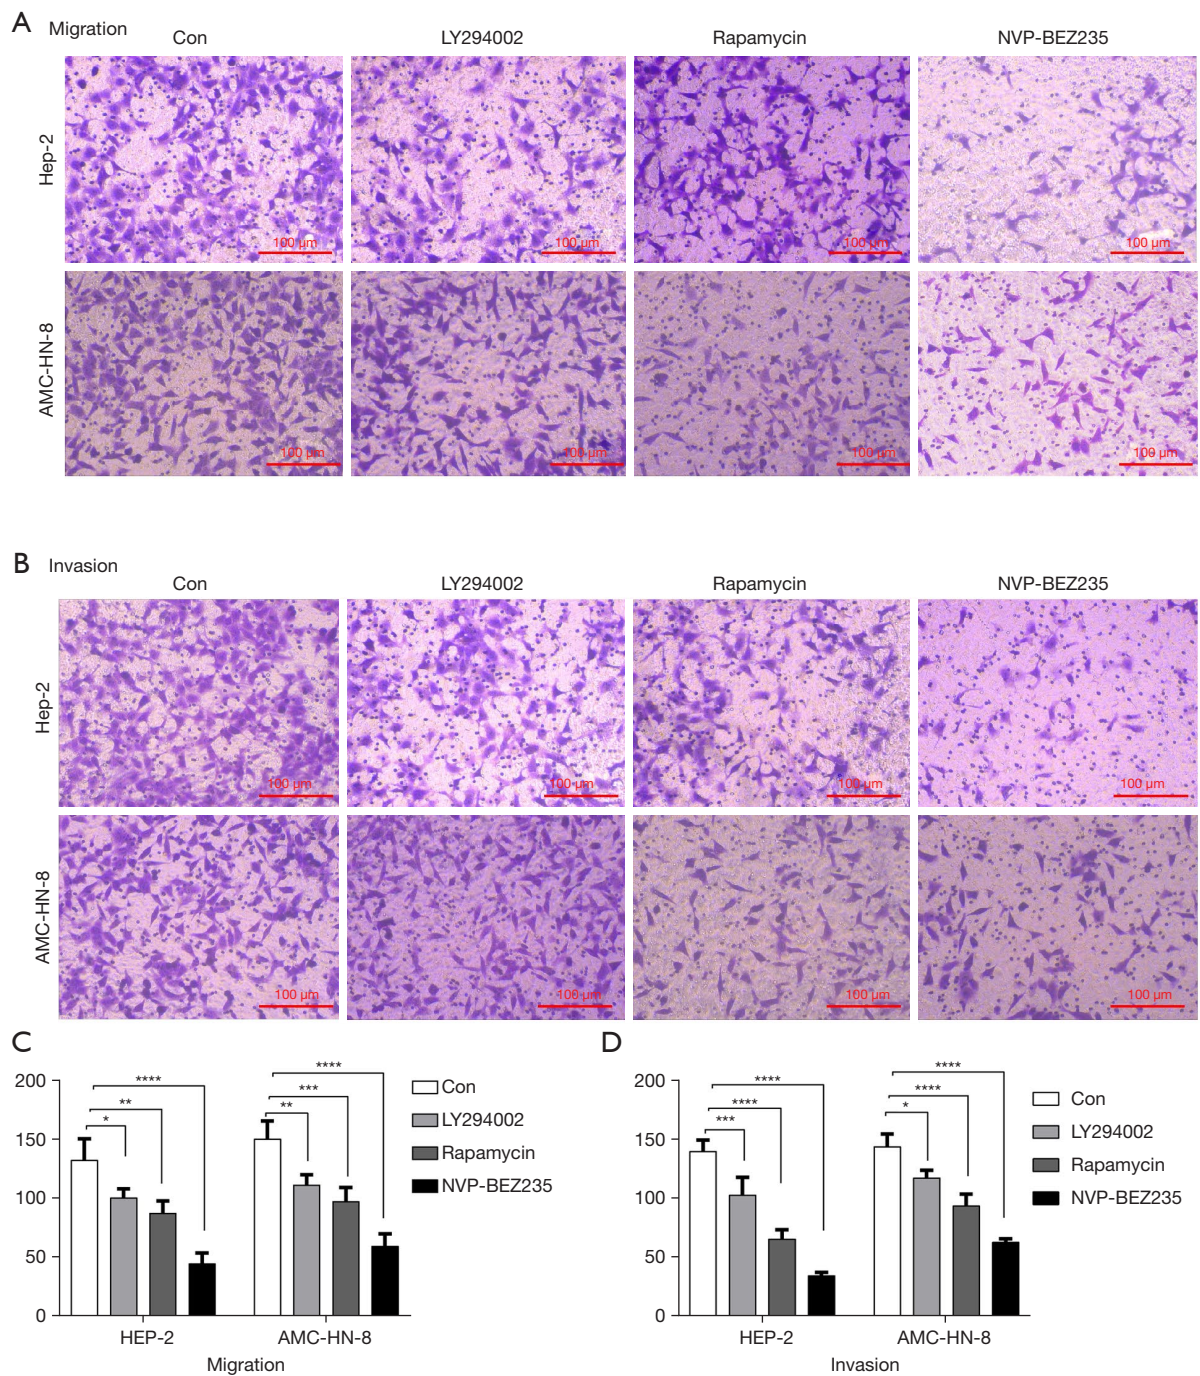 A Migration
Con LY294002 Rapamycin NVP-BEZ235
Hep-2
100 µm 100 µm 100 µm 100 µm
AMC-HN-8
100 µm 100 µm 100 µm 100 µm
B Invasion
Con LY294002 Rapamycin NVP-BEZ235
Hep-2
100 µm 100 µm 100 µm 100 µm
AMC-HN-8
100 µm 100 µm 100 µm 100 µm
C
200
150
100
50
0
* ** **** ** *** ****
Con
LY294002
Rapamycin
NVP-BEZ235
HEP-2 AMC-HN-8
Migration
D
200
150
100
50
0
*** **** **** * **** ****
Con
LY294002
Rapamycin
NVP-BEZ235
HEP-2 AMC-HN-8
Invasion